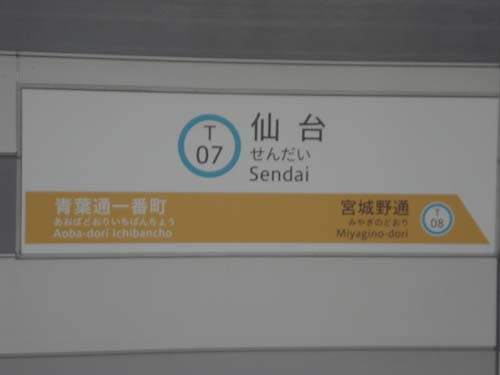 T
07
仙台
せんだい
Sendai
青葉通一番町
あおばどおりいちばんちょう
Aoba-dori Ichibancho
宮城野通
みやぎのどおり
Miyagino-dori
T
08